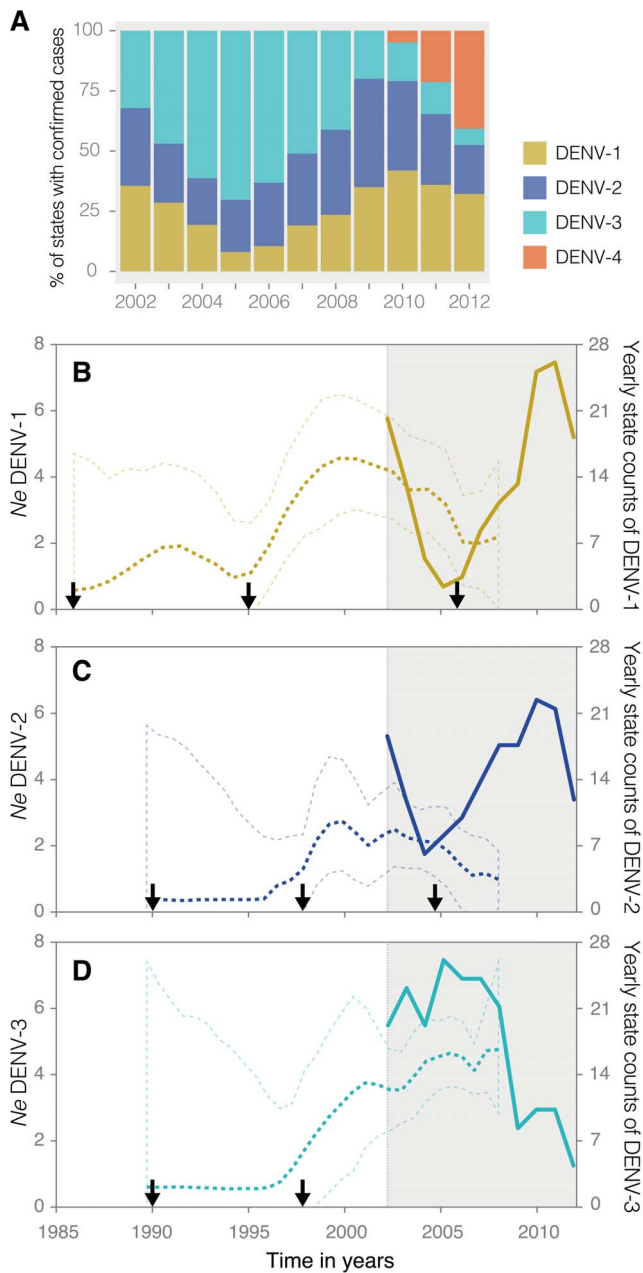 A
% of states with confirmed cases
100
75
50
25
0
2002
2004
2006
2008
2010
2012
DENV-1
DENV-2
DENV-3
DENV-4
B
Ne DENV-1
8
6
4
2
0
28
21
14
7
0
Yearly state counts of DENV-1
C
Ne DENV-2
8
6
4
2
0
28
21
14
7
0
Yearly state counts of DENV-2
D
Ne DENV-3
8
6
4
2
0
28
21
14
7
0
Yearly state counts of DENV-3
1985
1990
1995
2000
2005
2010
Time in years